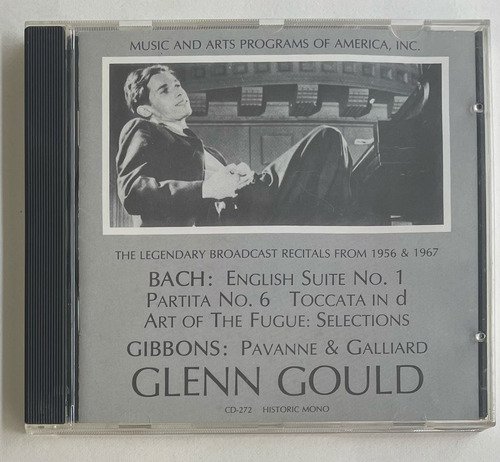 MUSIC AND ARTS PROGRAMS OF AMERICA, INC.
THE LEGENDARY BROADCAST RECITALS FROM 1956 & 1967
BACH: ENGLISH SUITE NO. 1
PARTITA NO. 6 TOCCATA IN d
ART OF THE FUGUE: SELECTIONS
GIBBONS: PAVANNE & GALLIARD
GLENN GOULD
CD-272 HISTORIC MONO